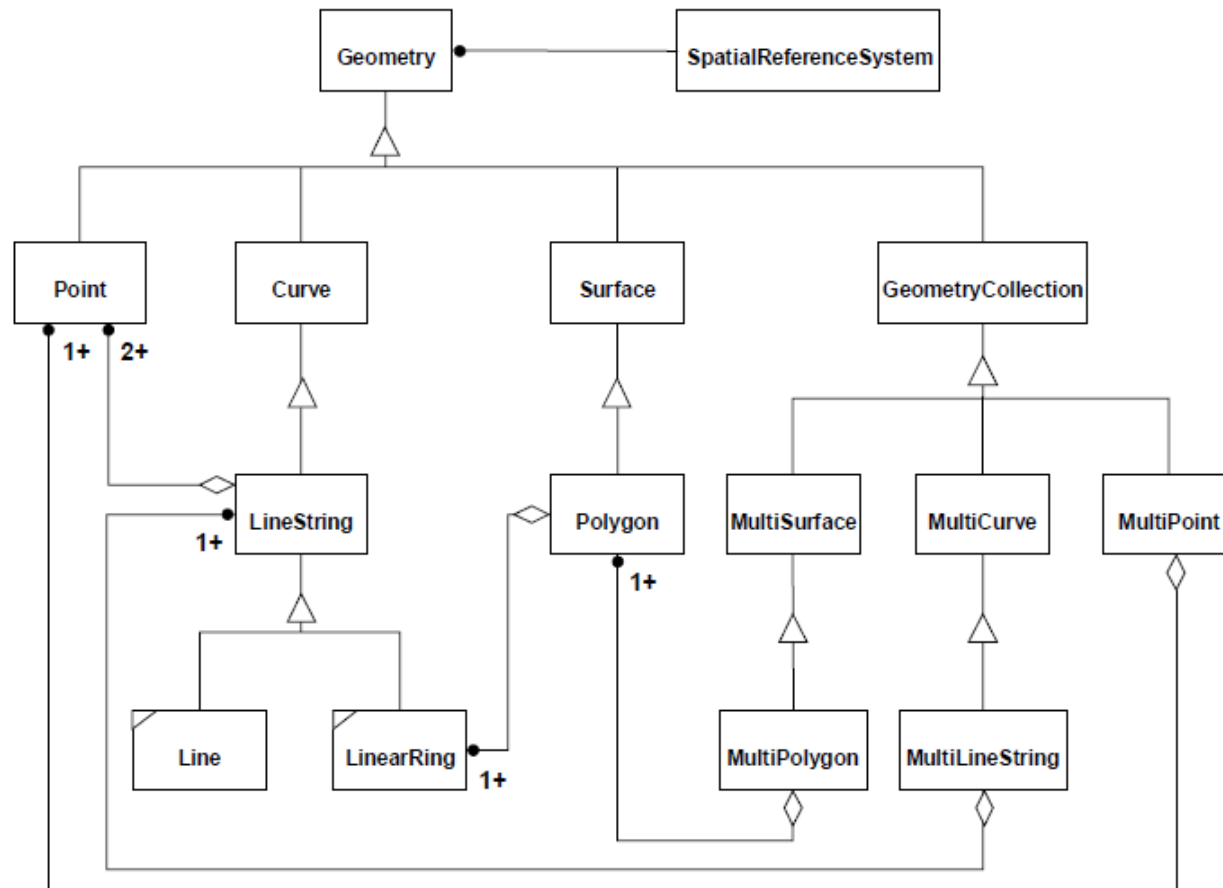 Geometry
SpatialReferenceSystem
Point
Curve
Surface
GeometryCollection
1+
2+
LineString
1+
Polygon
1+
MultiSurface
MultiCurve
MultiPoint
Line
LinearRing
1+
MultiPolygon
MultiLineString